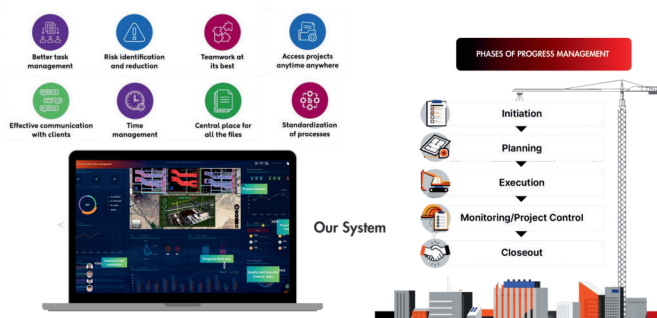 Better task
management
Risk identification
and reduction
Teamwork at
its best
Access projects
anytime anywhere
Effective communication
with clients
Time
management
Central place for
all the files
Standardization
of processes
Our System
PHASES OF PROGRESS MANAGEMENT
Initiation
Planning
Execution
Monitoring/Project Control
Closeout